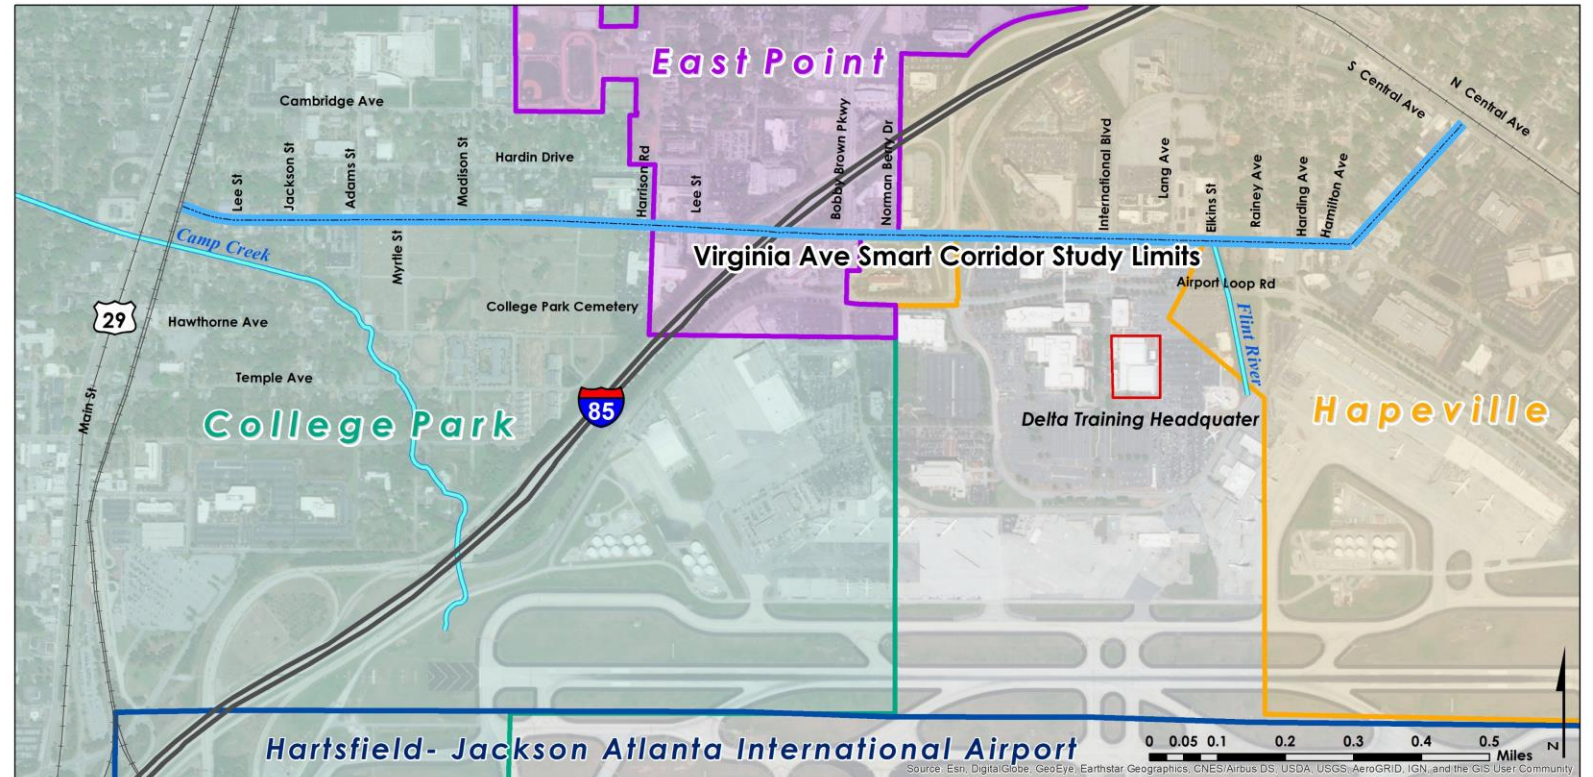 East Point
S Central Ave
N Central Ave
Cambridge Ave
Hardin Drive
Lee St
Jackson St
Adams St
Madison St
Harrison Rd
Lee St
Bobby Brown Pkwy
Norman Berry Dr
International Blvd
Lang Ave
Elkins St
Rainey Ave
Harding Ave
Hamilton Ave
Camp Creek
Myrtle St
Virginia Ave Smart Corridor Study Limits
Airport Loop Rd
College Park Cemetery
29
Hawthorne Ave
Flint River
Temple Ave
Main St
85
College Park
Delta Training Headquater
Hapeville
Hartsfield- Jackson Atlanta International Airport
0 0.05 0.1 0.2 0.3 0.4 0.5
Miles
N
Source: Esri, DigitalGlobe, GeoEye, Earthstar Geographics, CNES/Airbus DS, USDA, USGS, AeroGRID, IGN, and the GIS User Community